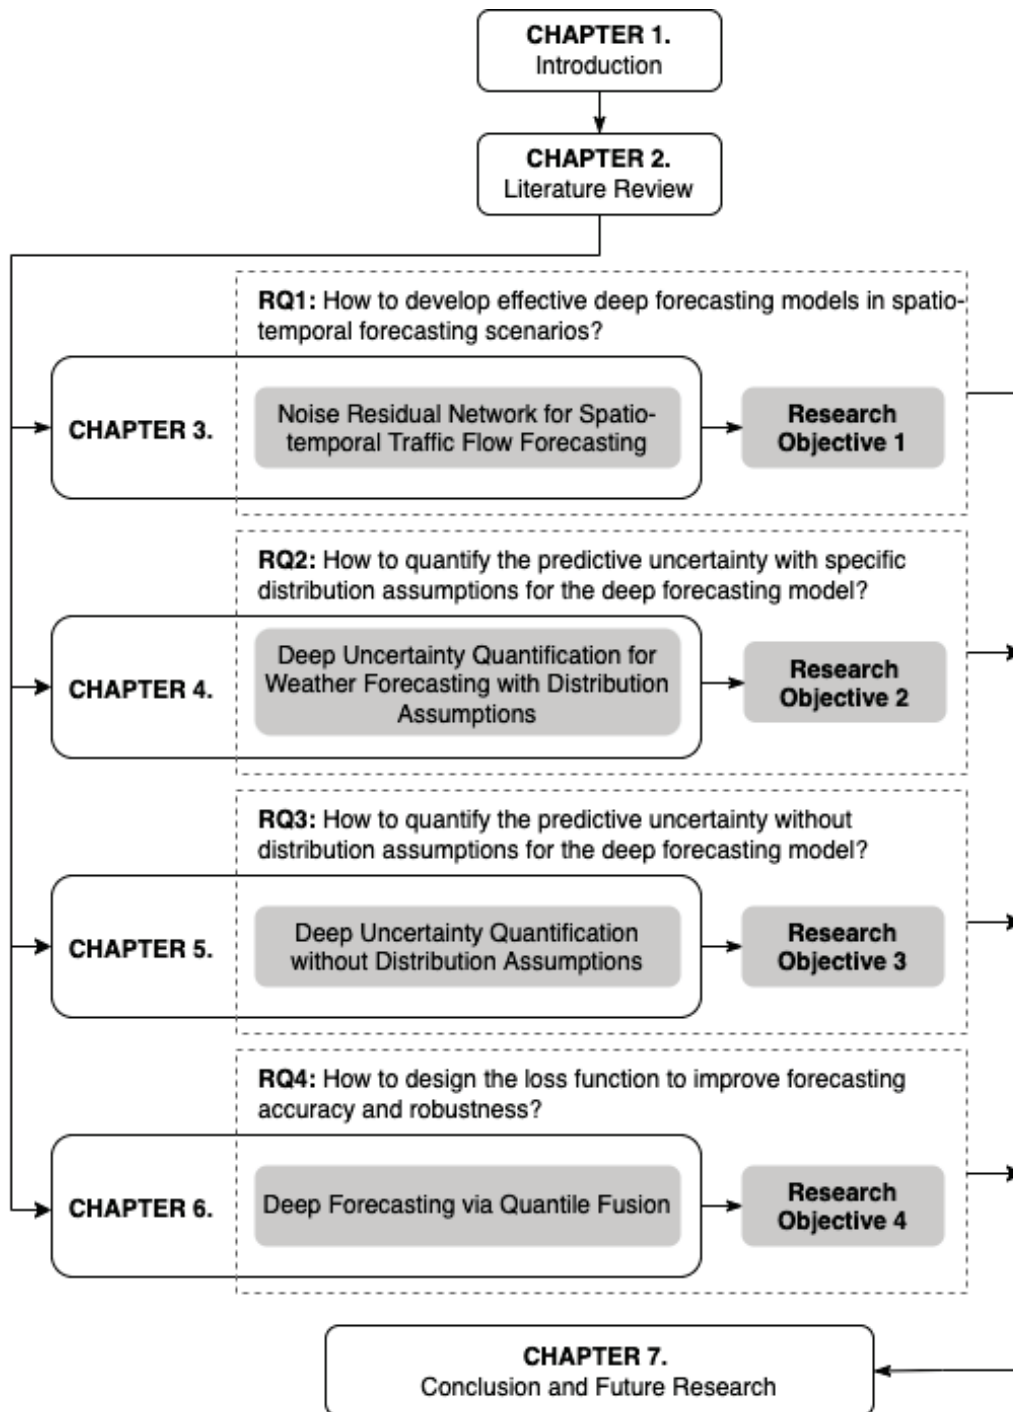 CHAPTER 1.
Introduction
CHAPTER 2.
Literature Review
RQ1: How to develop effective deep forecasting models in spatio-
temporal forecasting scenarios?
CHAPTER 3.
Noise Residual Network for Spatio-
temporal Traffic Flow Forecasting
Research
Objective 1
RQ2: How to quantify the predictive uncertainty with specific
distribution assumptions for the deep forecasting model?
CHAPTER 4.
Deep Uncertainty Quantification for
Weather Forecasting with Distribution
Assumptions
Research
Objective 2
RQ3: How to quantify the predictive uncertainty without
distribution assumptions for the deep forecasting model?
CHAPTER 5.
Deep Uncertainty Quantification
without Distribution Assumptions
Research
Objective 3
RQ4: How to design the loss function to improve forecasting
accuracy and robustness?
CHAPTER 6.
Deep Forecasting via Quantile Fusion
Research
Objective 4
CHAPTER 7.
Conclusion and Future Research